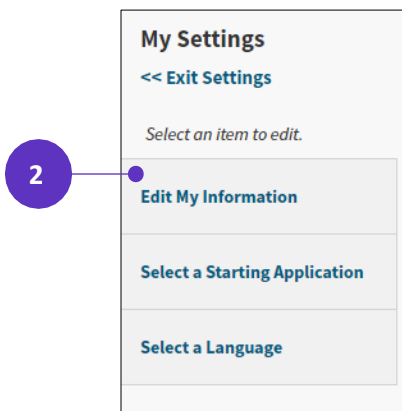 My Settings
<< Exit Settings
Select an item to edit.
2
Edit My Information
Select a Starting Application
Select a Language